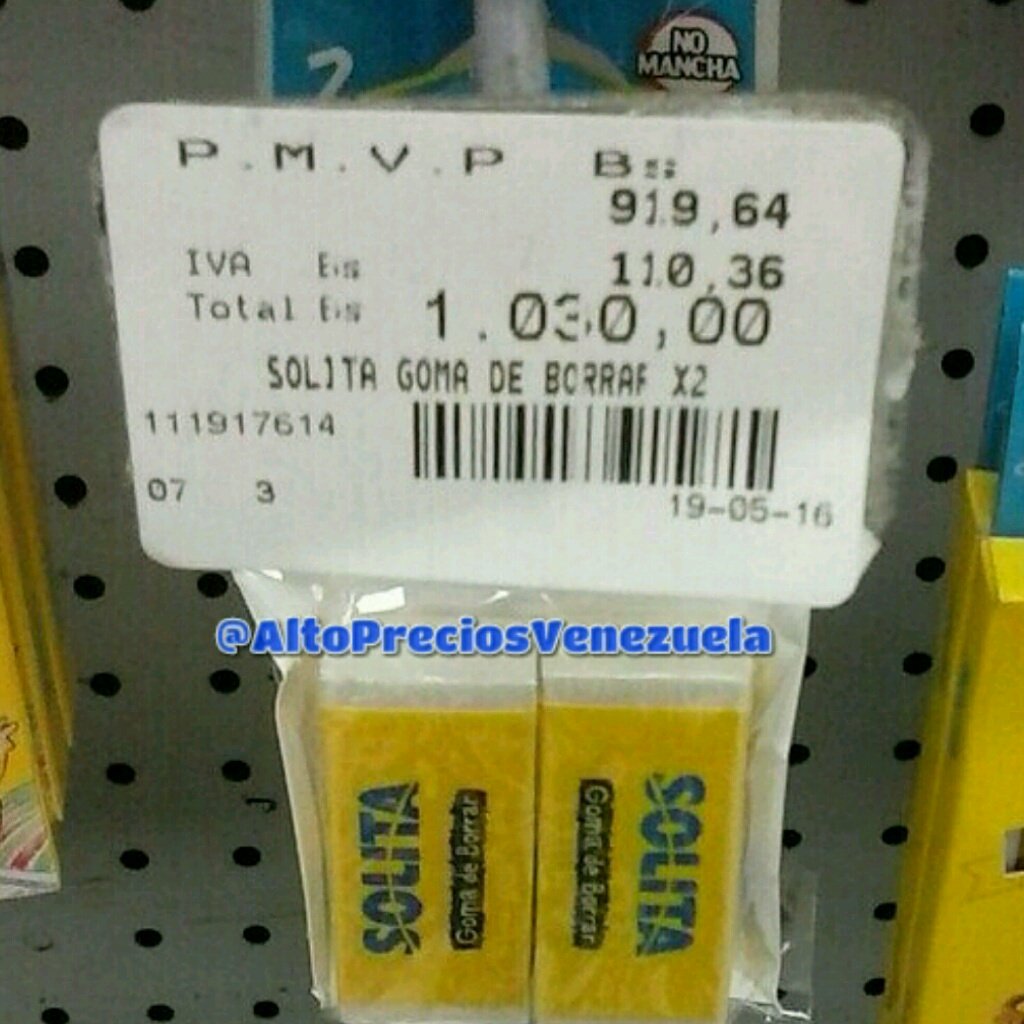 2
NO
MANCHA
P.M.V.P Bs:
919,64
IVA Bs 110,36
Total Bs 1.030,00
SOLITA GOMA DE BORRAR X2
111917614
07 3 19-05-16
@AltoPreciosVenezuela
SOLITA
Goma de Borrar
Goma de Borrar
SOLITA